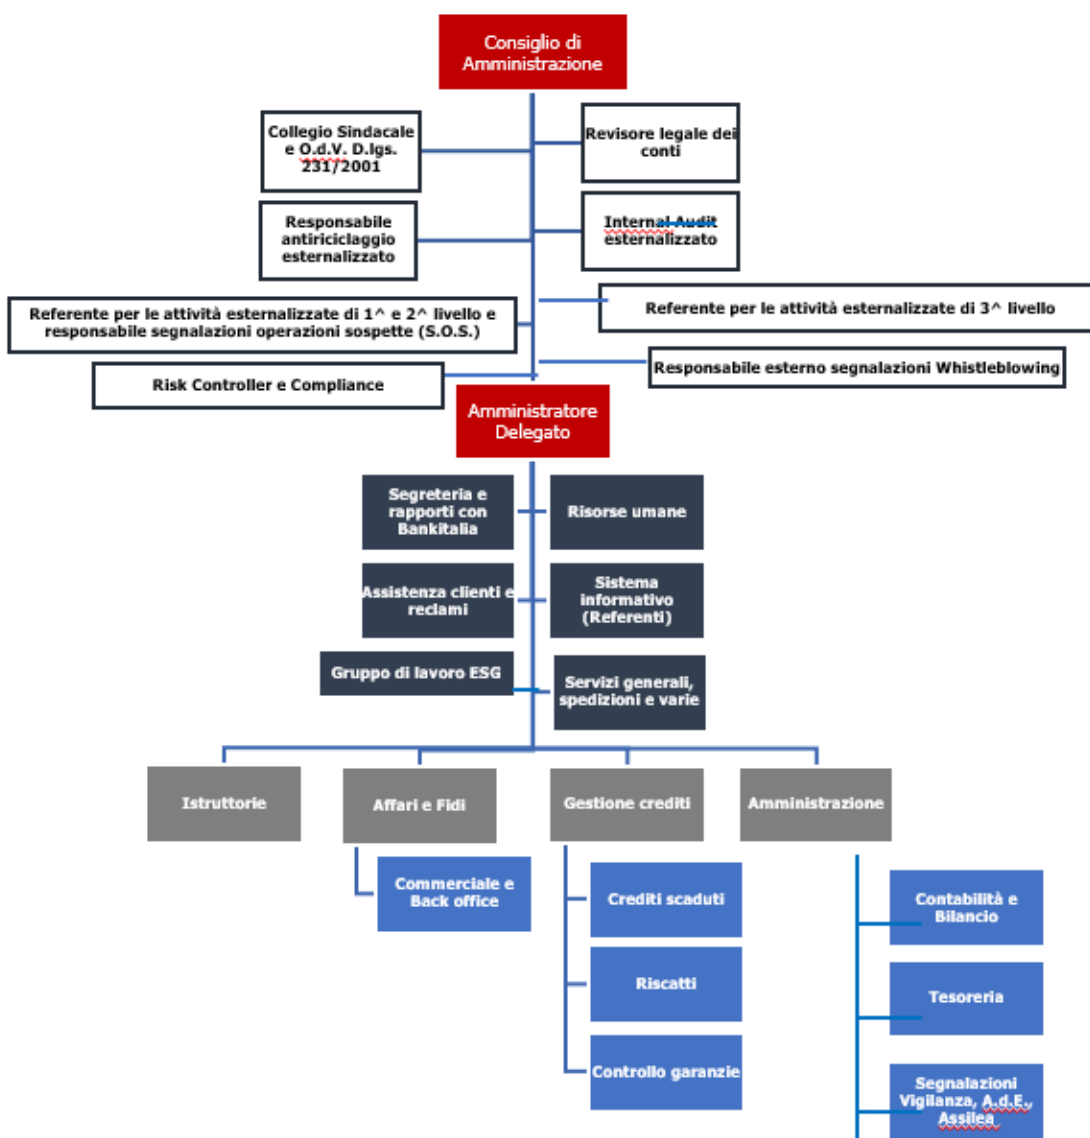 Consiglio di
Amministrazione
Collegio Sindacale
e O.d.V. D.lgs.
231/2001
Revisore legale dei
conti
Responsabile
antiriciclaggio
esternalizzato
Internal Audit
esternalizzato
Referente per le attività esternalizzate di 1^ e 2^ livello e
responsabile segnalazioni operazioni sospette (S.O.S.)
Referente per le attività esternalizzate di 3^ livello
Risk Controller e Compliance
Responsabile esterno segnalazioni Whistleblowing
Amministratore
Delegato
Segreteria e
rapporti con
Bankitalia
Risorse umane
Assistenza clienti e
reclami
Sistema
informativo
(Referenti)
Gruppo di lavoro ESG
Servizi generali,
spedizioni e varie
Istruttorie
Affari e Fidi
Gestione crediti
Amministrazione
Commerciale e
Back office
Crediti scaduti
Contabilità e
Bilancio
Riscatti
Tesoreria
Controllo garanzie
Segnalazioni
Vigilanza, A.d.E.,
Assilea